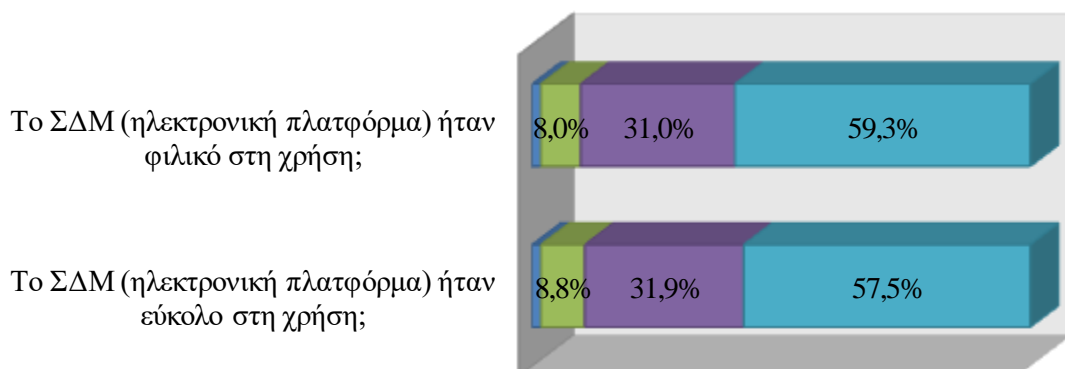 Το ΣΔΜ (ηλεκτρονική πλατφόρμα) ήταν
φιλικό στη χρήση;
8,0% 31,0% 59,3%
Το ΣΔΜ (ηλεκτρονική πλατφόρμα) ήταν
εύκολο στη χρήση;
8,8% 31,9% 57,5%